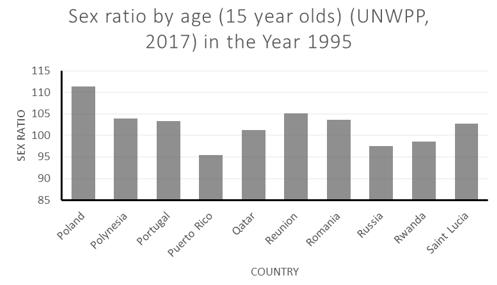 Sex ratio by age (15 year olds) (UNWPP,
2017) in the Year 1995
115
110
105
100
95
90
85
SEX RATIO
Poland
Polynesia
Portugal
Puerto Rico
Qatar
Reunion
Romania
Russia
Rwanda
Saint Lucia
COUNTRY